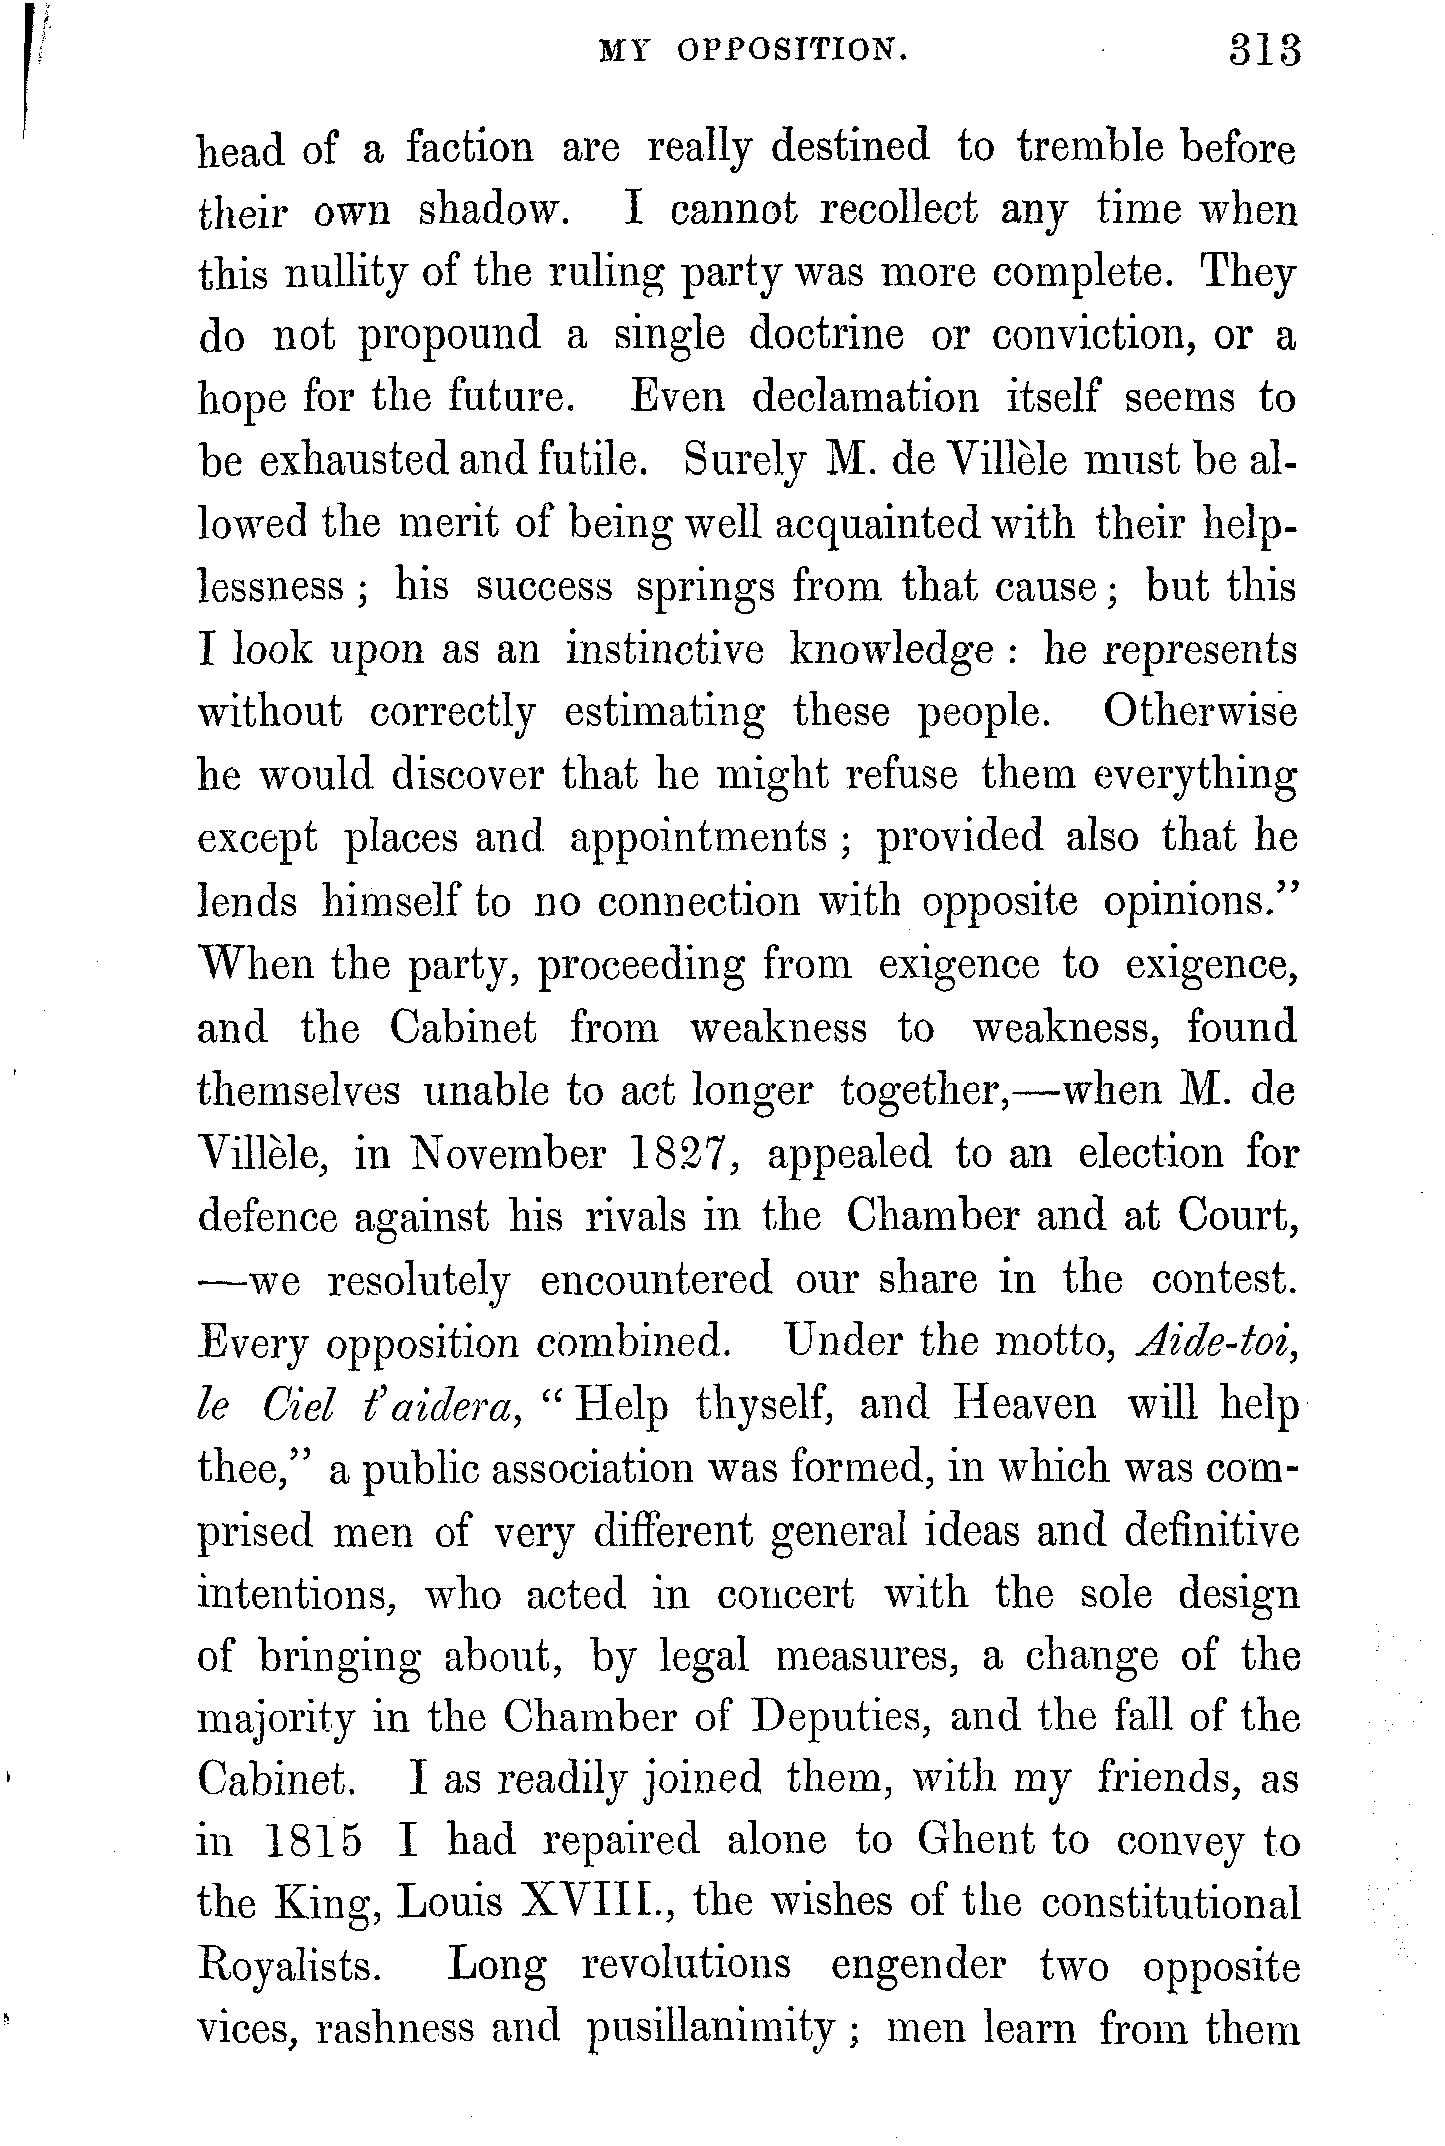 MY OPPOSITION. 313
head of a faction are really destined to tremble before
their own shadow. I cannot recollect any time when
this nullity of the ruling party was more complete. They
do not propound a single doctrine or conviction, or a
hope for the future. Even declamation itself seems to
be exhausted and futile. Surely M. de Villèle must be al-
lowed the merit of being well acquainted with their help-
lessness ; his success springs from that cause ; but this
I look upon as an instinctive knowledge : he represents
without correctly estimating these people. Otherwise
he would discover that he might refuse them everything
except places and appointments ; provided also that he
lends himself to no connection with opposite opinions.”
When the party, proceeding from exigence to exigence,
and the Cabinet from weakness to weakness, found
themselves unable to act longer together,—when M. de
Villèle, in November 1827, appealed to an election for
defence against his rivals in the Chamber and at Court,
—we resolutely encountered our share in the contest.
Every opposition combined. Under the motto, Aide-toi,
le Ciel t’aidera, “Help thyself, and Heaven will help
thee,” a public association was formed, in which was com-
prised men of very different general ideas and definitive
intentions, who acted in concert with the sole design
of bringing about, by legal measures, a change of the
majority in the Chamber of Deputies, and the fall of the
Cabinet. I as readily joined them, with my friends, as
in 1815 I had repaired alone to Ghent to convey to
the King, Louis XVIII., the wishes of the constitutional
Royalists. Long revolutions engender two opposite
vices, rashness and pusillanimity ; men learn from them